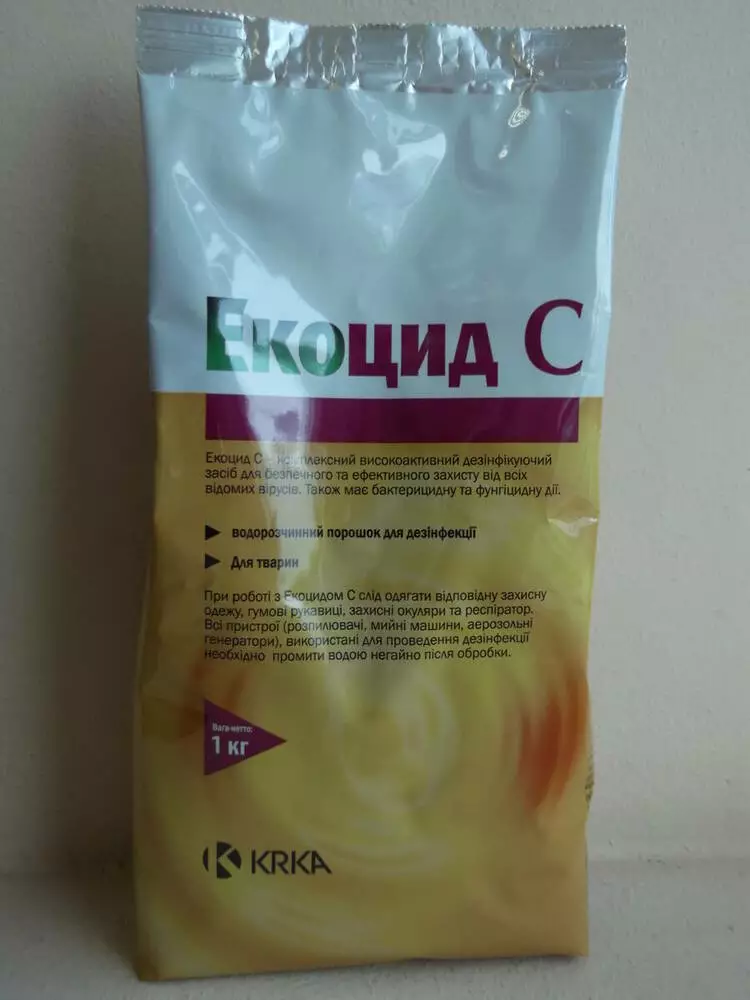 Екоцид С
Екоцид С - комплексний високоактивний дезінфікуючий
засіб для безпечного та ефективного захисту від всіх
відомих вірусів. Також має бактерицидну та фунгіцидну дії.
водорозчинний порошок для дезінфекції
Для тварин
При роботі з Екоцидом С слід одягати відповідну захисну
одежу, гумові рукавиці, захисні окуляри та респіратор.
Всі пристрої (розпилювачі, мийні машини, аерозольні
генератори), використані для проведення дезінфекції
необхідно промити водою негайно після обробки.
Вага-нетто:
1 кг
KRKA